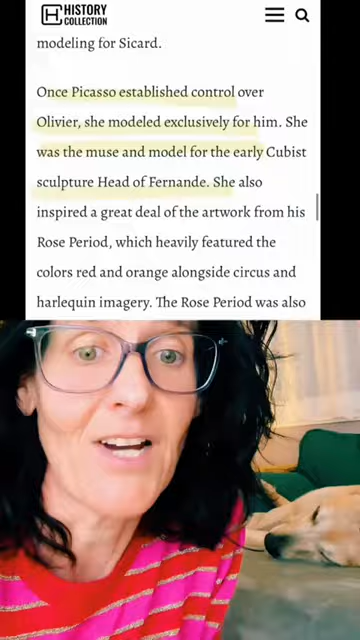 HISTORY
COLLECTION
modeling for Sicard.
Once Picasso established control over
Olivier, she modeled exclusively for him. She
was the muse and model for the early Cubist
sculpture Head of Fernande. She also
inspired a great deal of the artwork from his
Rose Period, which heavily featured the
colors red and orange alongside circus and
harlequin imagery. The Rose Period was also